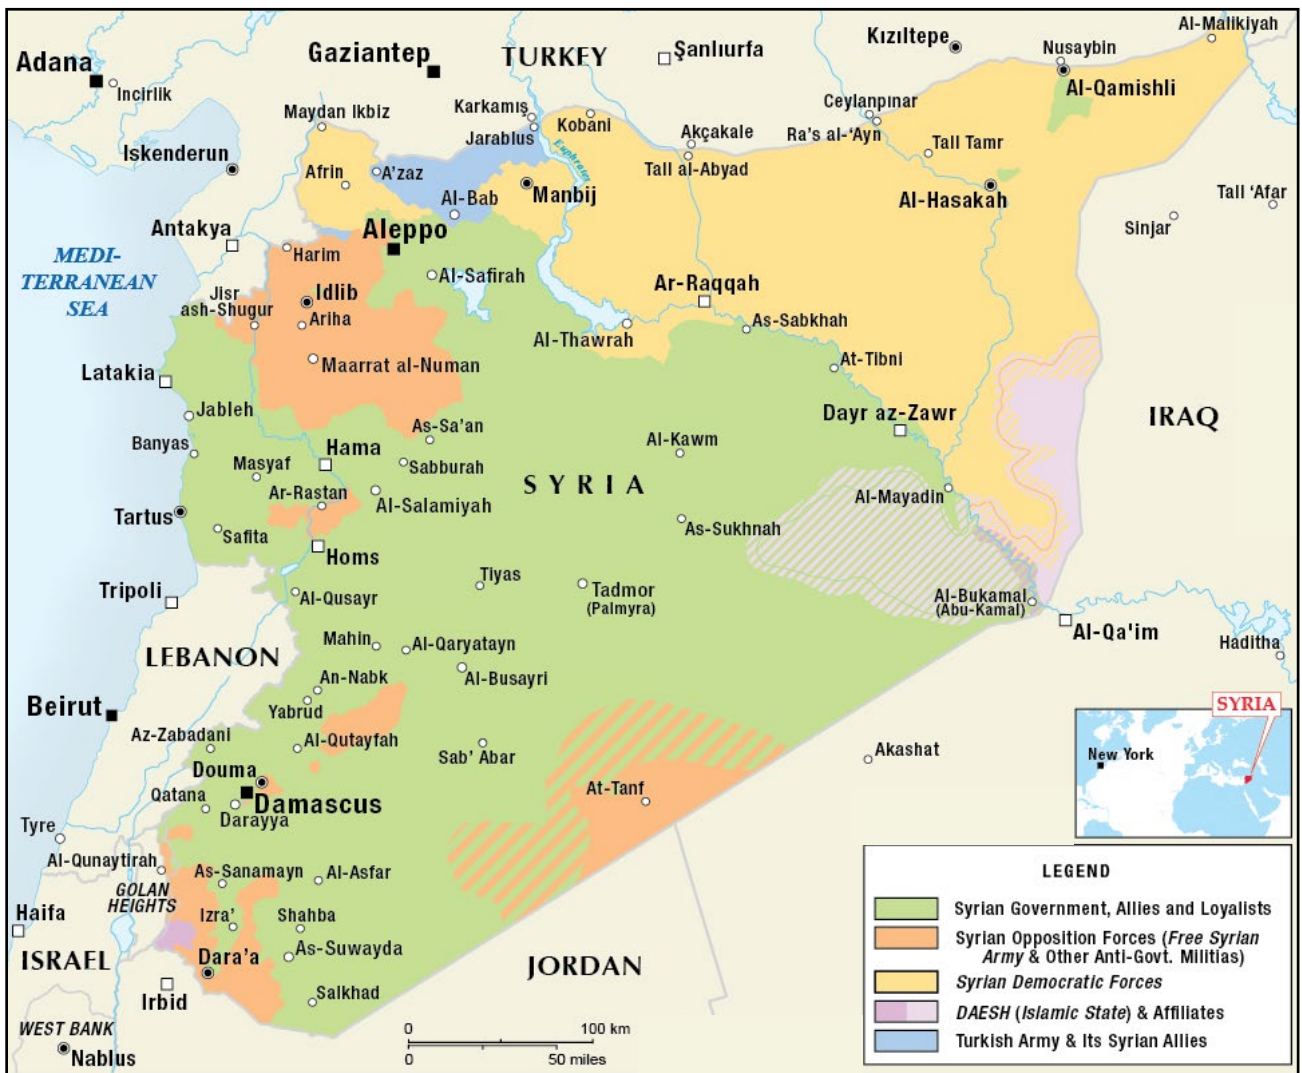 Al-Malikiyah
Gaziantep
TURKEY
Şanlıurfa
Kızıltepe
Nusaybin
Adana
Incirlik
Al-Qamishli
Maydan Ikbiz
Karkamış
Jarablus
Kobani
Ceylanpınar
Akçakale
Ra's al-‘Ayn
Tall Tamr
Iskenderun
Euphrates
Afrin
A’zaz
Tall al-Abyad
Al-Bab
Manbij
Al-Hasakah
Tall ‘Afar
Sinjar
Antakya
Aleppo
Harim
MEDI-
TERRANEAN
SEA
Al-Safirah
Ar-Raqqah
Jisr
ash-Shugur
Idlib
Ariha
Al-Thawrah
As-Sabkhah
Maarrat al-Numan
At-Tibni
Latakia
Jableh
Dayr az-Zawr
IRAQ
As-Sa’an
Al-Kawm
Banyas
Hama
Masyaf
Sabburah
SYRIA
Ar-Rastan
Al-Salamiyah
Al-Mayadin
Tartus
Safita
As-Sukhnah
Homs
Tripoli
Tiyas
Tadmor
(Palmyra)
Al-Qusayr
Al-Bukamal
(Abu-Kamal)
Al-Qa'im
Haditha
Mahin
Al-Qaryatayn
LEBANON
Al-Busayri
An-Nabk
Yabrud
Beirut
Az-Zabadani
Al-Qutayfah
Sab’ Abar
Akashat
SYRIA
New York
Douma
Damascus
Qatana
Darayya
At-Tanf
Tyre
Al-Qunaytirah
GOLAN
HEIGHTS
As-Sanamayn
Al-Asfar
Haifa
Izra’
Shahba
As-Suwayda
Dara’a
ISRAEL
Irbid
JORDAN
Salkhad
WEST BANK
Nablus
0 100 km
0 50 miles
LEGEND
Syrian Government, Allies and Loyalists
Syrian Opposition Forces (Free Syrian
Army & Other Anti-Govt. Militias)
Syrian Democratic Forces
DAESH (Islamic State) & Affiliates
Turkish Army & Its Syrian Allies